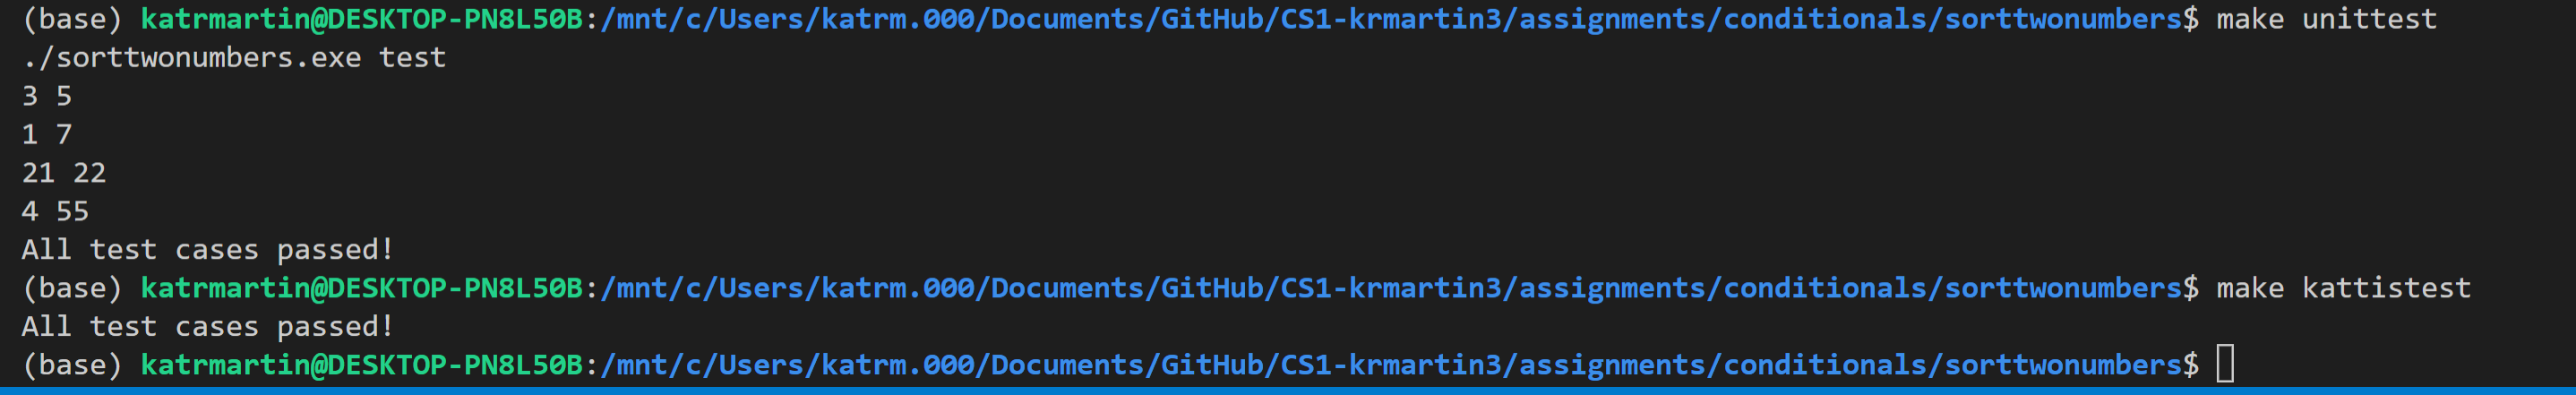 (base) katrmartin@DESKTOP-PN8L50B:/mnt/c/Users/katrm.000/Documents/GitHub/CS1-krmartin3/assignments/conditionals/sorttwonumbers$ make unittest
./sorttwonumbers.exe test
3 5
1 7
21 22
4 55
All test cases passed!
(base) katrmartin@DESKTOP-PN8L50B:/mnt/c/Users/katrm.000/Documents/GitHub/CS1-krmartin3/assignments/conditionals/sorttwonumbers$ make kattistest
All test cases passed!
(base) katrmartin@DESKTOP-PN8L50B:/mnt/c/Users/katrm.000/Documents/GitHub/CS1-krmartin3/assignments/conditionals/sorttwonumbers$